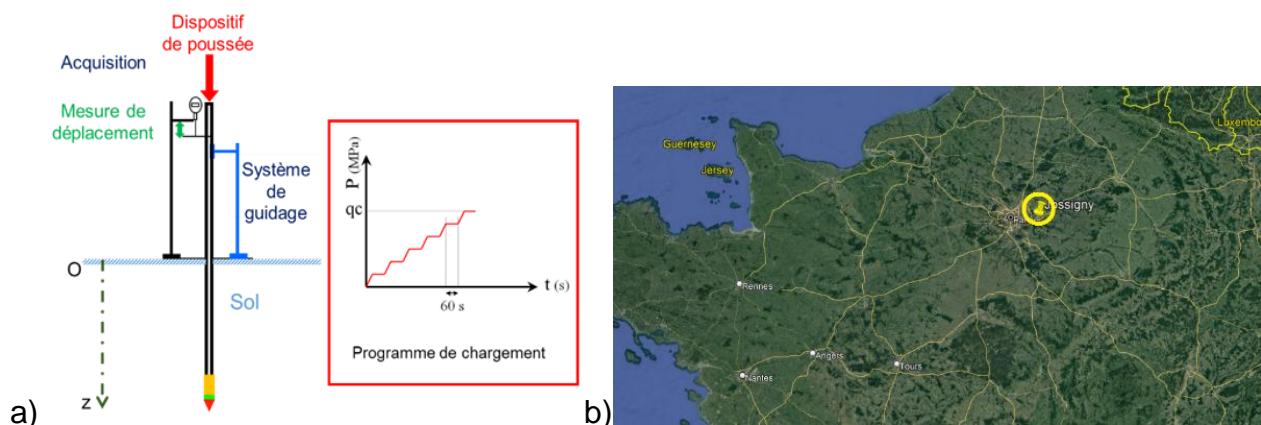 Dispositif
de poussée
Acquisition
Mesure de
déplacement
Système
de
guidage
O
Sol
z
P (MPa)
qc
t (s)
60 s
Programme de chargement
a)
Guernesey
Jersey
Luxembo
Jossigny
Rennes
Angers
Tours
Nantes
b)